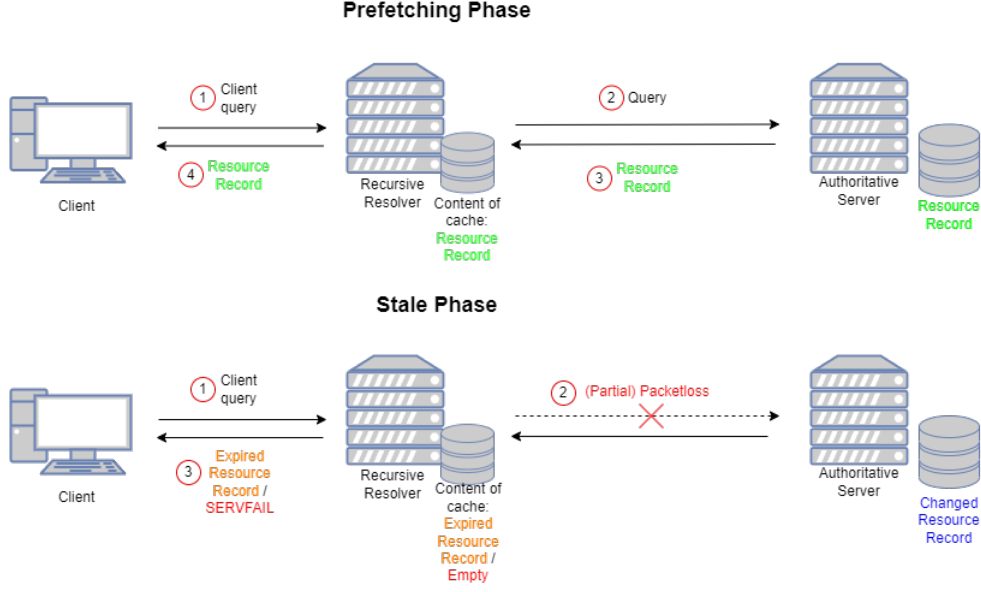 Prefetching Phase
1 Client
query
2 Query
4 Resource
Record
3 Resource
Record
Client
Recursive
Resolver
Content of
cache:
Resource
Record
Authoritative
Server
Resource
Record
Stale Phase
1 Client
query
2 (Partial) Packetloss
3 Expired
Resource
Record /
SERVFAIL
Client
Recursive
Resolver
Content of
cache:
Expired
Resource
Record /
Empty
Authoritative
Server
Changed
Resource
Record